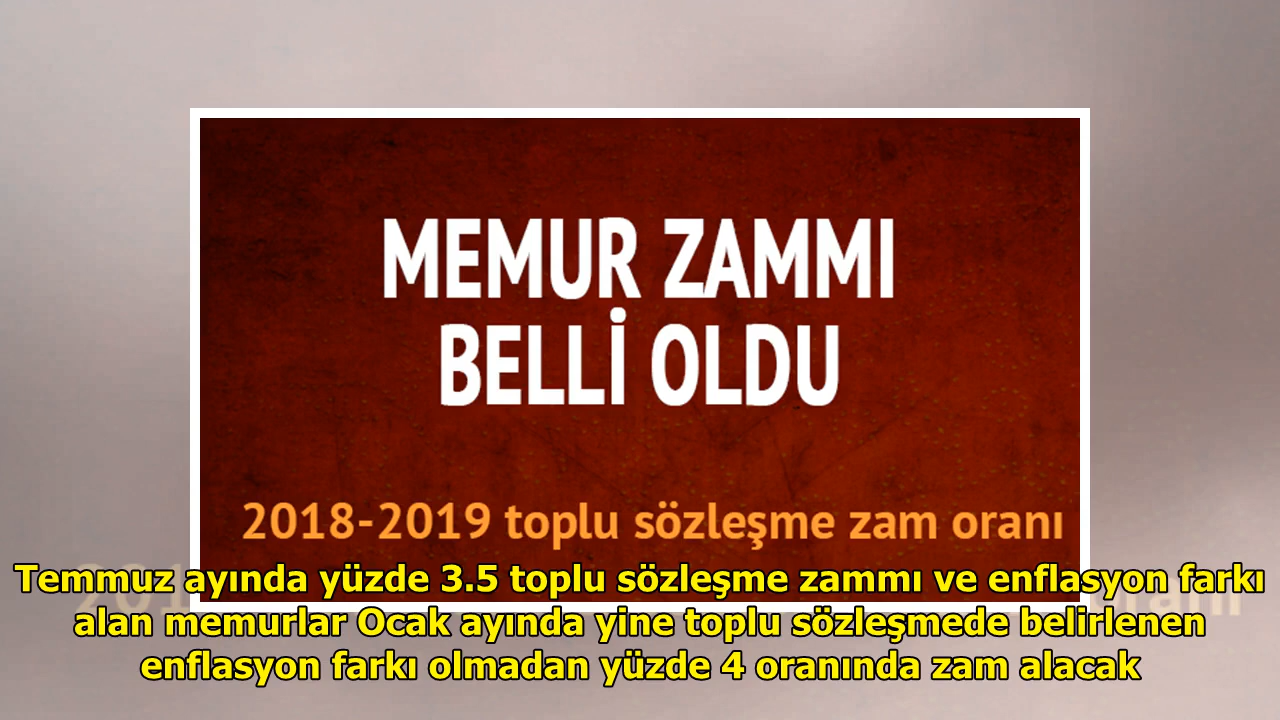 MEMUR ZAMMI
BELLİ OLDU
2018-2019 toplu sözleşme zam oranı
Temmuz ayında yüzde 3.5 toplu sözleşme zammı ve enflasyon farkı
alan memurlar Ocak ayında yine toplu sözleşmede belirlenen
enflasyon farkı olmadan yüzde 4 oranında zam alacak